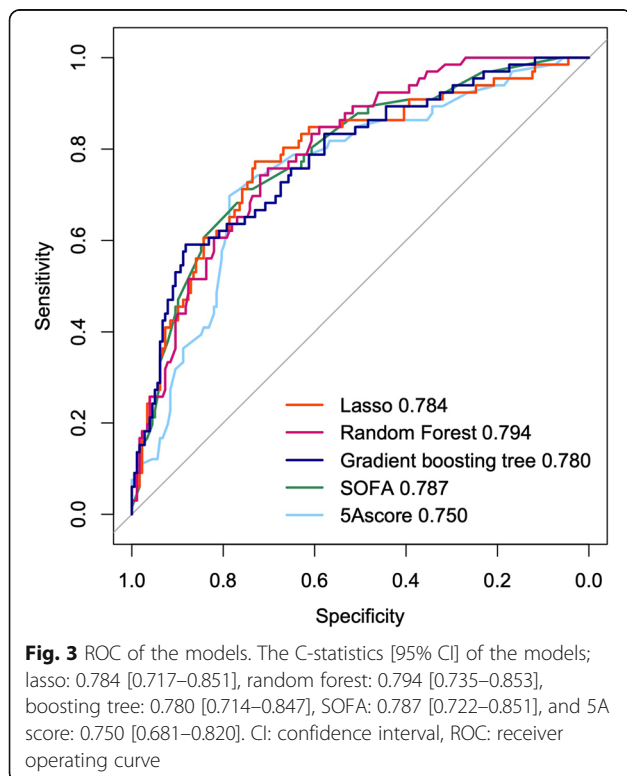 1.0
0.8
0.6
0.4
0.2
0.0
Sensitivity
Lasso 0.784
Random Forest 0.794
Gradient boosting tree 0.780
SOFA 0.787
5Ascore 0.750
1.0 0.8 0.6 0.4 0.2 0.0
Specificity
Fig. 3 ROC of the models. The C-statistics [95% CI] of the models;
lasso: 0.784 [0.717–0.851], random forest: 0.794 [0.735–0.853],
boosting tree: 0.780 [0.714–0.847], SOFA: 0.787 [0.722–0.851], and 5A
score: 0.750 [0.681–0.820]. CI: confidence interval, ROC: receiver
operating curve